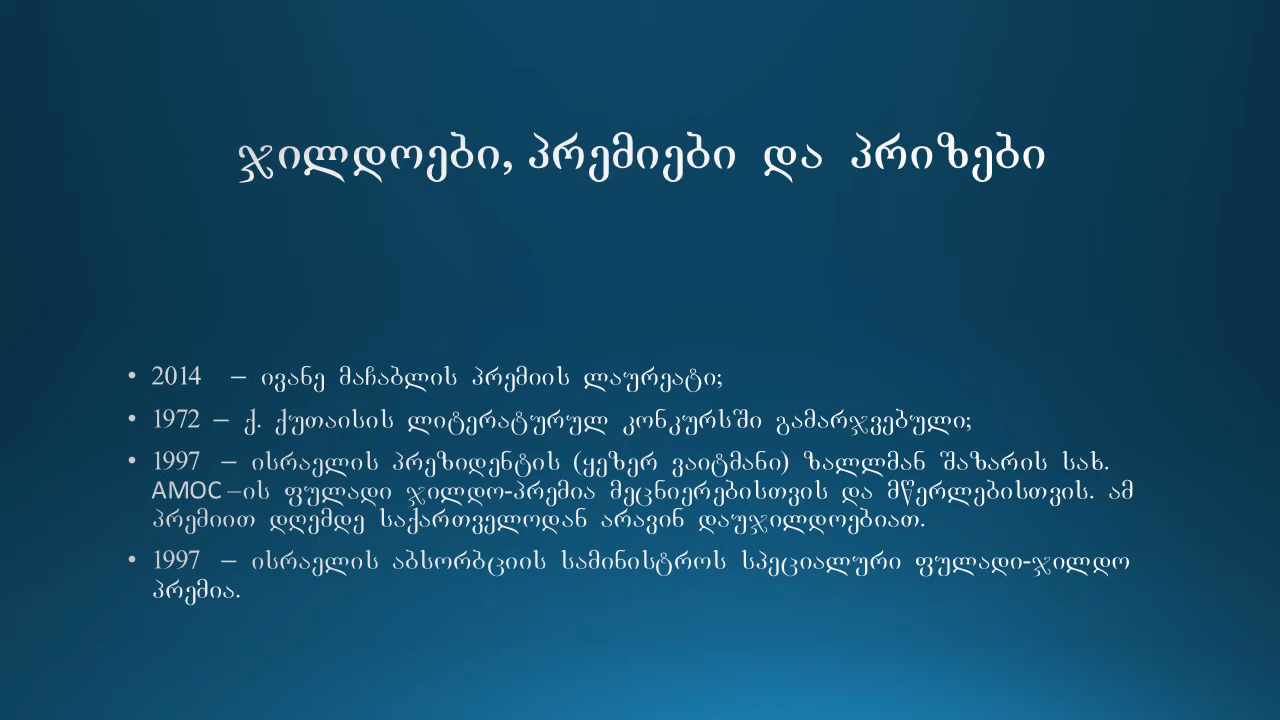 ჯილდოები, პრემიები და პრიზები
• 2014 – ივანე მაჩაბლის პრემიის ლაურეატი;
• 1972 – ქ. ქუთაისის ლიტერატურულ კონკურსში გამარჯვებული;
• 1997 – ისრაელის პრეზიდენტის (ყეზერ ვაიტმანი) ზალლმან შაზარის სახ.
AMOC –ის ფულადი ჯილდო-პრემია მეცნიერებისთვის და მწერლებისთვის. ამ
პრემიით დღემდე საქართველოდან არავინ დაუჯილდოებიათ.
• 1997 – ისრაელის აბსორბციის სამინისტროს სპეციალური ფულადი-ჯილდო
პრემია.